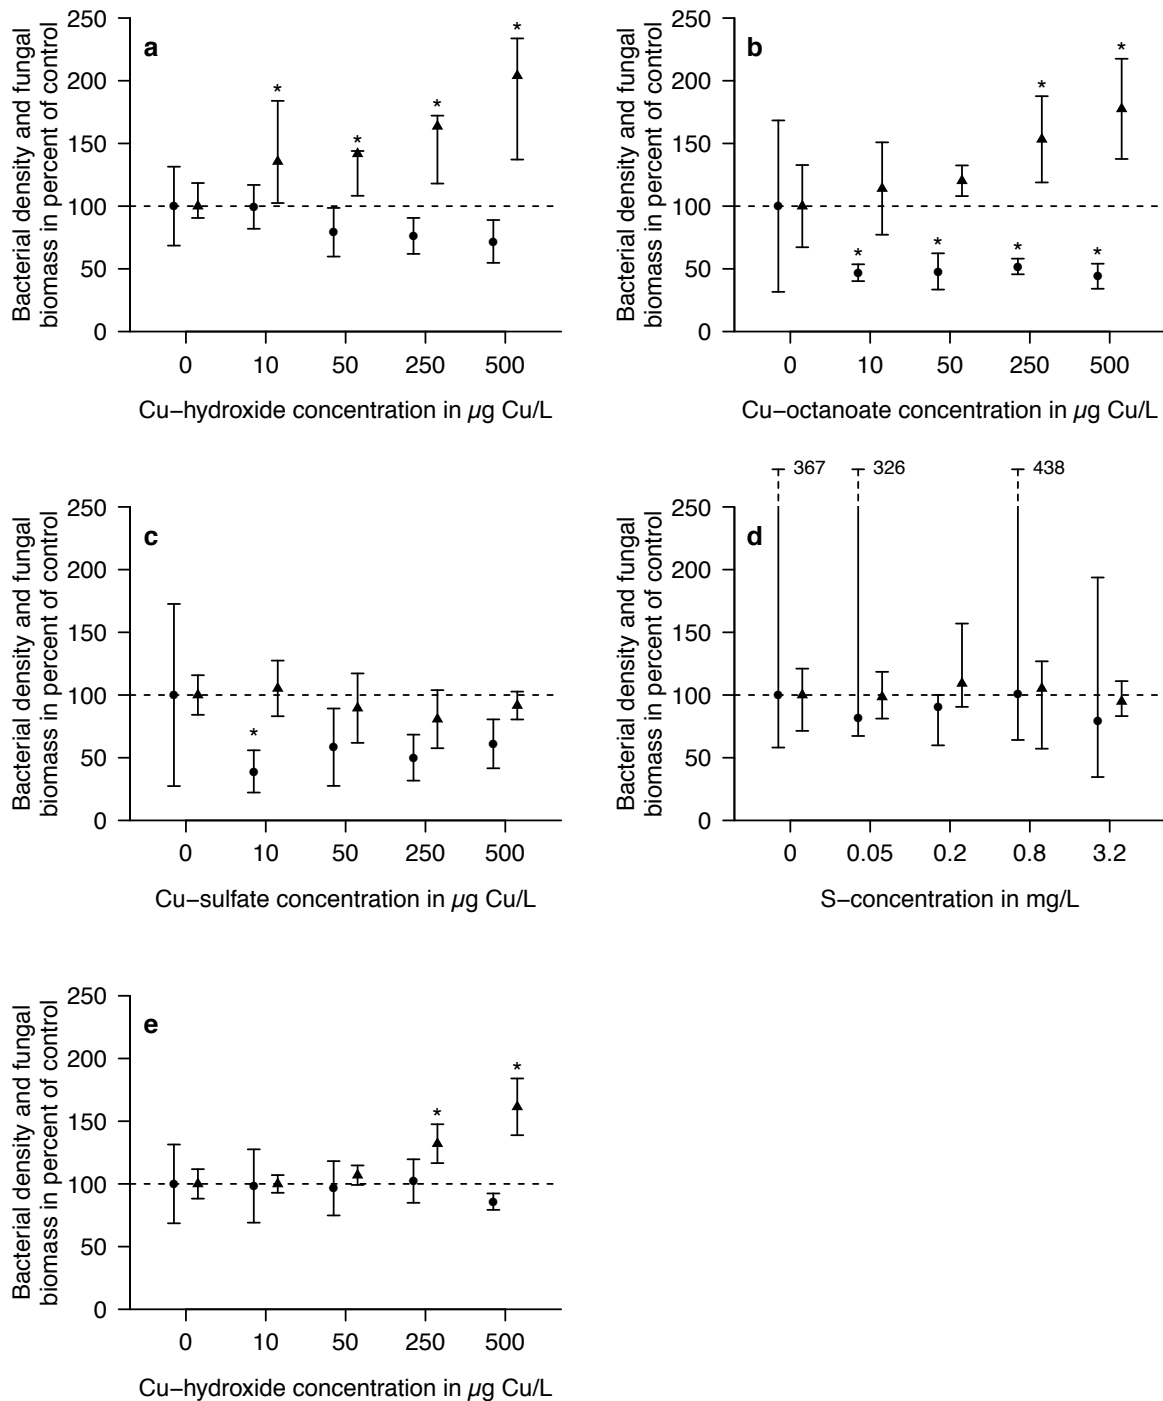 Bacterial density and fungal
biomass in percent of control
250
200
150
100
50
0
a
*
*
*
*
0 10 50 250 500
Cu−hydroxide concentration in µg Cu/L
Bacterial density and fungal
biomass in percent of control
250
200
150
100
50
0
b
*
*
*
*
*
*
0 10 50 250 500
Cu−octanoate concentration in µg Cu/L
Bacterial density and fungal
biomass in percent of control
250
200
150
100
50
0
c
*
0 10 50 250 500
Cu−sulfate concentration in µg Cu/L
Bacterial density and fungal
biomass in percent of control
367 326 438
250
200
150
100
50
0
d
0 0.05 0.2 0.8 3.2
S−concentration in mg/L
Bacterial density and fungal
biomass in percent of control
250
200
150
100
50
0
e
*
*
0 10 50 250 500
Cu−hydroxide concentration in µg Cu/L